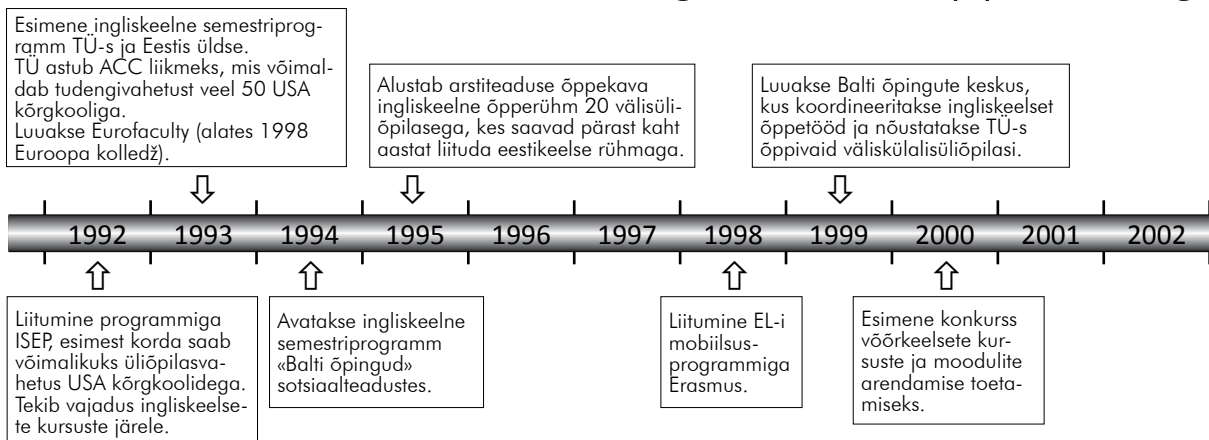 Esimene ingliskeelne semestriprog-
ramm TÜ-s ja Eestis üldse.
TÜ astub ACC liikmeks, mis võimal-
dab tudengivahetust veel 50 USA
kõrgkooliga.
Luuakse Eurofaculty (alates 1998
Euroopa kolledž).
Alustab arstiteaduse õppekava
ingliskeelne õpperühm 20 välisüli-
õpilasega, kes saavad pärast kaht
aastat liituda eestikeelse rühmaga.
Luuakse Balti õpingute keskus,
kus koordineeritakse ingliskeelset
õppetööd ja nõustatakse TÜ-s
õppivaid väliskülalisüliõpilasi.
1992 1993 1994 1995 1996 1997 1998 1999 2000 2001 2002
Liitumine programmiga
ISEP, esimest korda saab
võimalikuks üliõpilasva-
hetus USA kõrgkoolidega.
Tekib vajadus ingliskeelse-
te kursuste järele.
Avatakse ingliskeelne
semestriprogramm
«Balti õpingud»
sotsiaalteadustes.
Liitumine EL-i
mobiilsus-
programmiga
Erasmus.
Esimene konkurss
võõrkeelsete kur-
suste ja moodulite
arendamise toeta-
miseks.